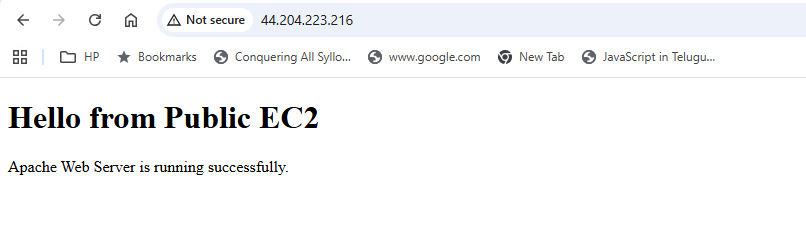 Not secure 44.204.223.216
HP Bookmarks Conquering All Syllo... www.google.com New Tab JavaScript in Telugu...
Hello from Public EC2
Apache Web Server is running successfully.